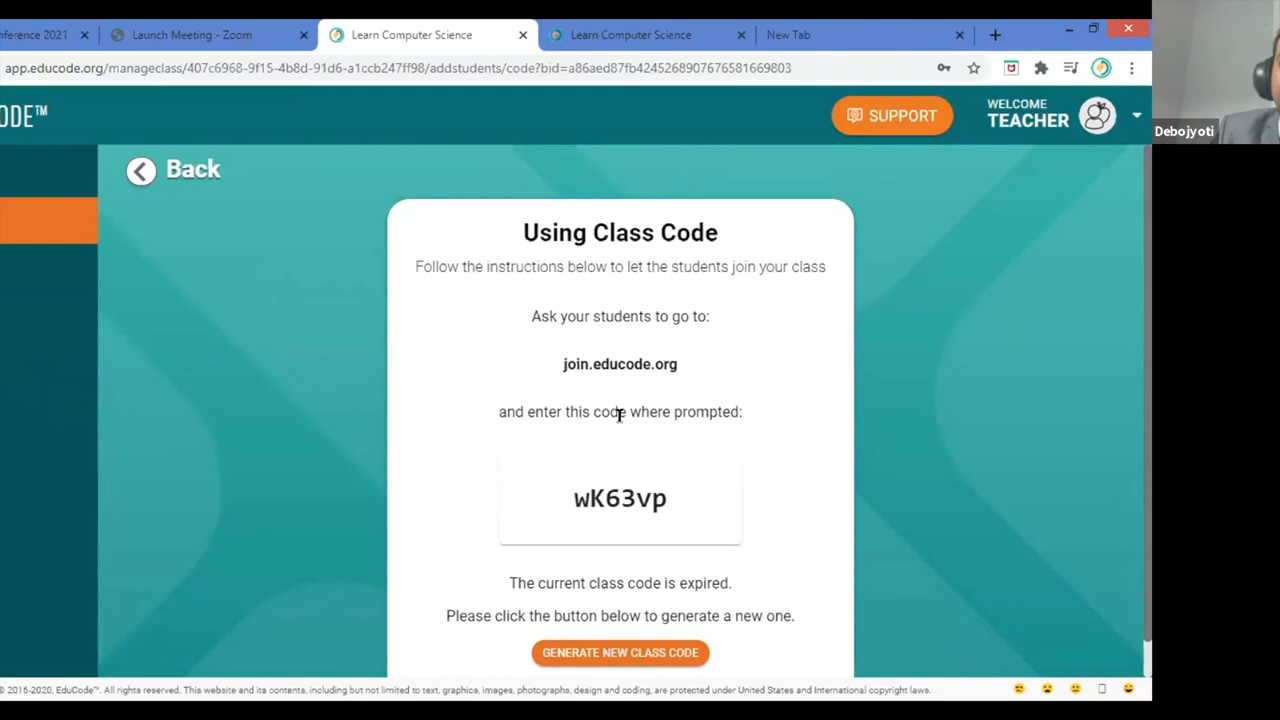 nference 2021
Launch Meeting - Zoom
Learn Computer Science
Learn Computer Science
New Tab
app.educode.org/manageclass/407c6968-9f15-4b8d-91d6-a1ccb247ff98/addstudents/code?bid=a86aed87fb4245268907676581669803
ODE™
SUPPORT
WELCOME
TEACHER
Debojyoti
Back
Using Class Code
Follow the instructions below to let the students join your class
Ask your students to go to:
join.educode.org
and enter this code where prompted:
wK63vp
The current class code is expired.
Please click the button below to generate a new one.
GENERATE NEW CLASS CODE
© 2016-2020, EduCode™. All rights reserved. This website and its contents, including but not limited to text, graphics, images, photographs, design and coding, are protected under United States and International copyright laws.